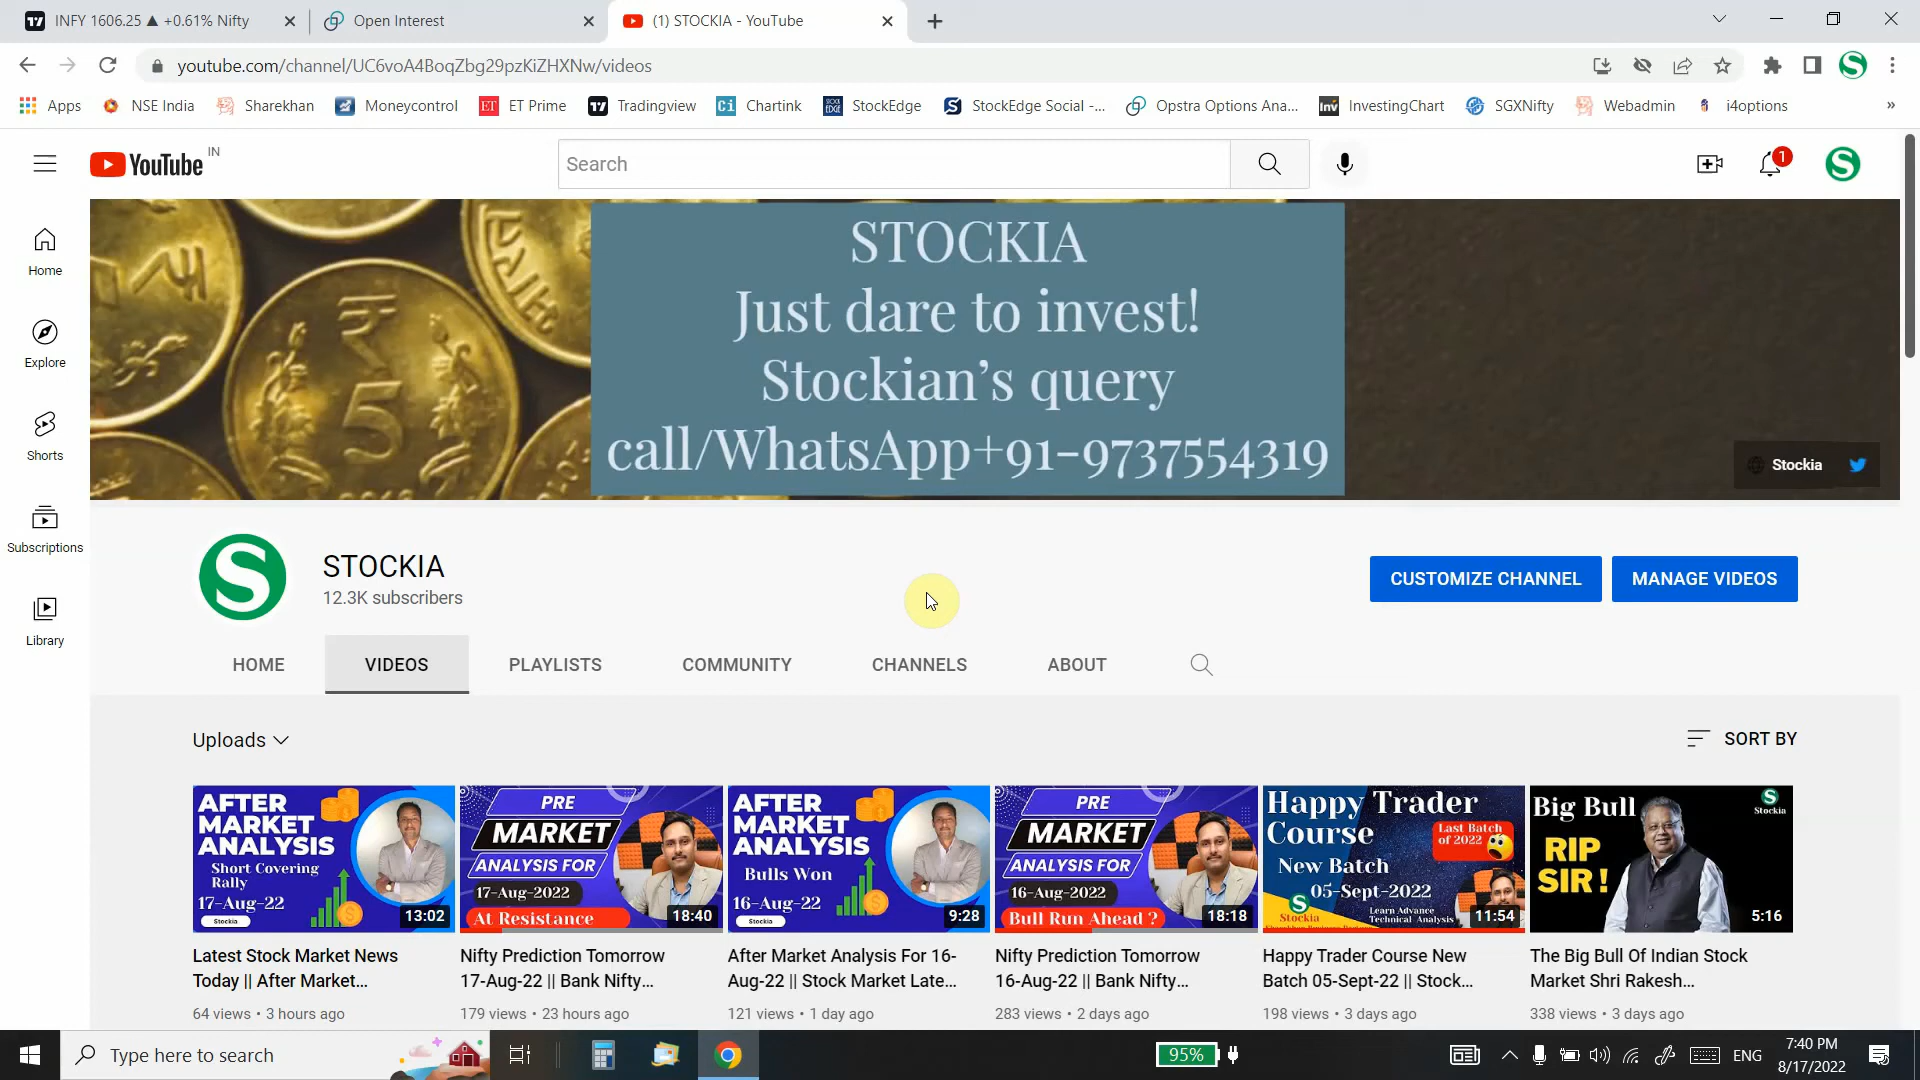 INFY 1606.25 ▲ +0.61% Nifty
Open Interest
(1) STOCKIA - YouTube
youtube.com/channel/UC6voA4BoqZbg29pzKiZHXNw/videos
Apps
NSE India
Sharekhan
Moneycontrol
ET Prime
Tradingview
Chartink
StockEdge
StockEdge Social -...
Opstra Options Ana...
InvestingChart
SGXNifty
Webadmin
i4options
»
YouTube IN
Search
1
Home
Explore
Shorts
Subscriptions
Library
STOCKIA
Just dare to invest!
Stockian's query
call/WhatsApp+91-9737554319
Stockia
STOCKIA
12.3K subscribers
CUSTOMIZE CHANNEL
MANAGE VIDEOS
HOME
VIDEOS
PLAYLISTS
COMMUNITY
CHANNELS
ABOUT
Uploads
SORT BY
AFTER
MARKET
ANALYSIS
Short Covering
Rally
17-Aug-22
Stockia
13:02
PRE
MARKET
ANALYSIS FOR
17-Aug-2022
At Resistance
18:40
AFTER
MARKET
ANALYSIS
Bulls Won
16-Aug-22
Stockia
9:28
PRE
MARKET
ANALYSIS FOR
16-Aug-2022
Bull Run Ahead ?
18:18
Happy Trader
Course
Last Batch
of 2022
New Batch
05-Sept-2022
Stockia
Learn Advance
Technical Analysis
11:54
Big Bull
Stockia
RIP
SIR !
5:16
Latest Stock Market News
Today || After Market...
64 views • 3 hours ago
Nifty Prediction Tomorrow
17-Aug-22 || Bank Nifty...
179 views • 23 hours ago
After Market Analysis For 16-
Aug-22 || Stock Market Late...
121 views • 1 day ago
Nifty Prediction Tomorrow
16-Aug-22 || Bank Nifty...
283 views • 2 days ago
Happy Trader Course New
Batch 05-Sept-22 || Stock...
198 views • 3 days ago
The Big Bull Of Indian Stock
Market Shri Rakesh...
338 views • 3 days ago
Type here to search
95%
ENG
7:40 PM
8/17/2022